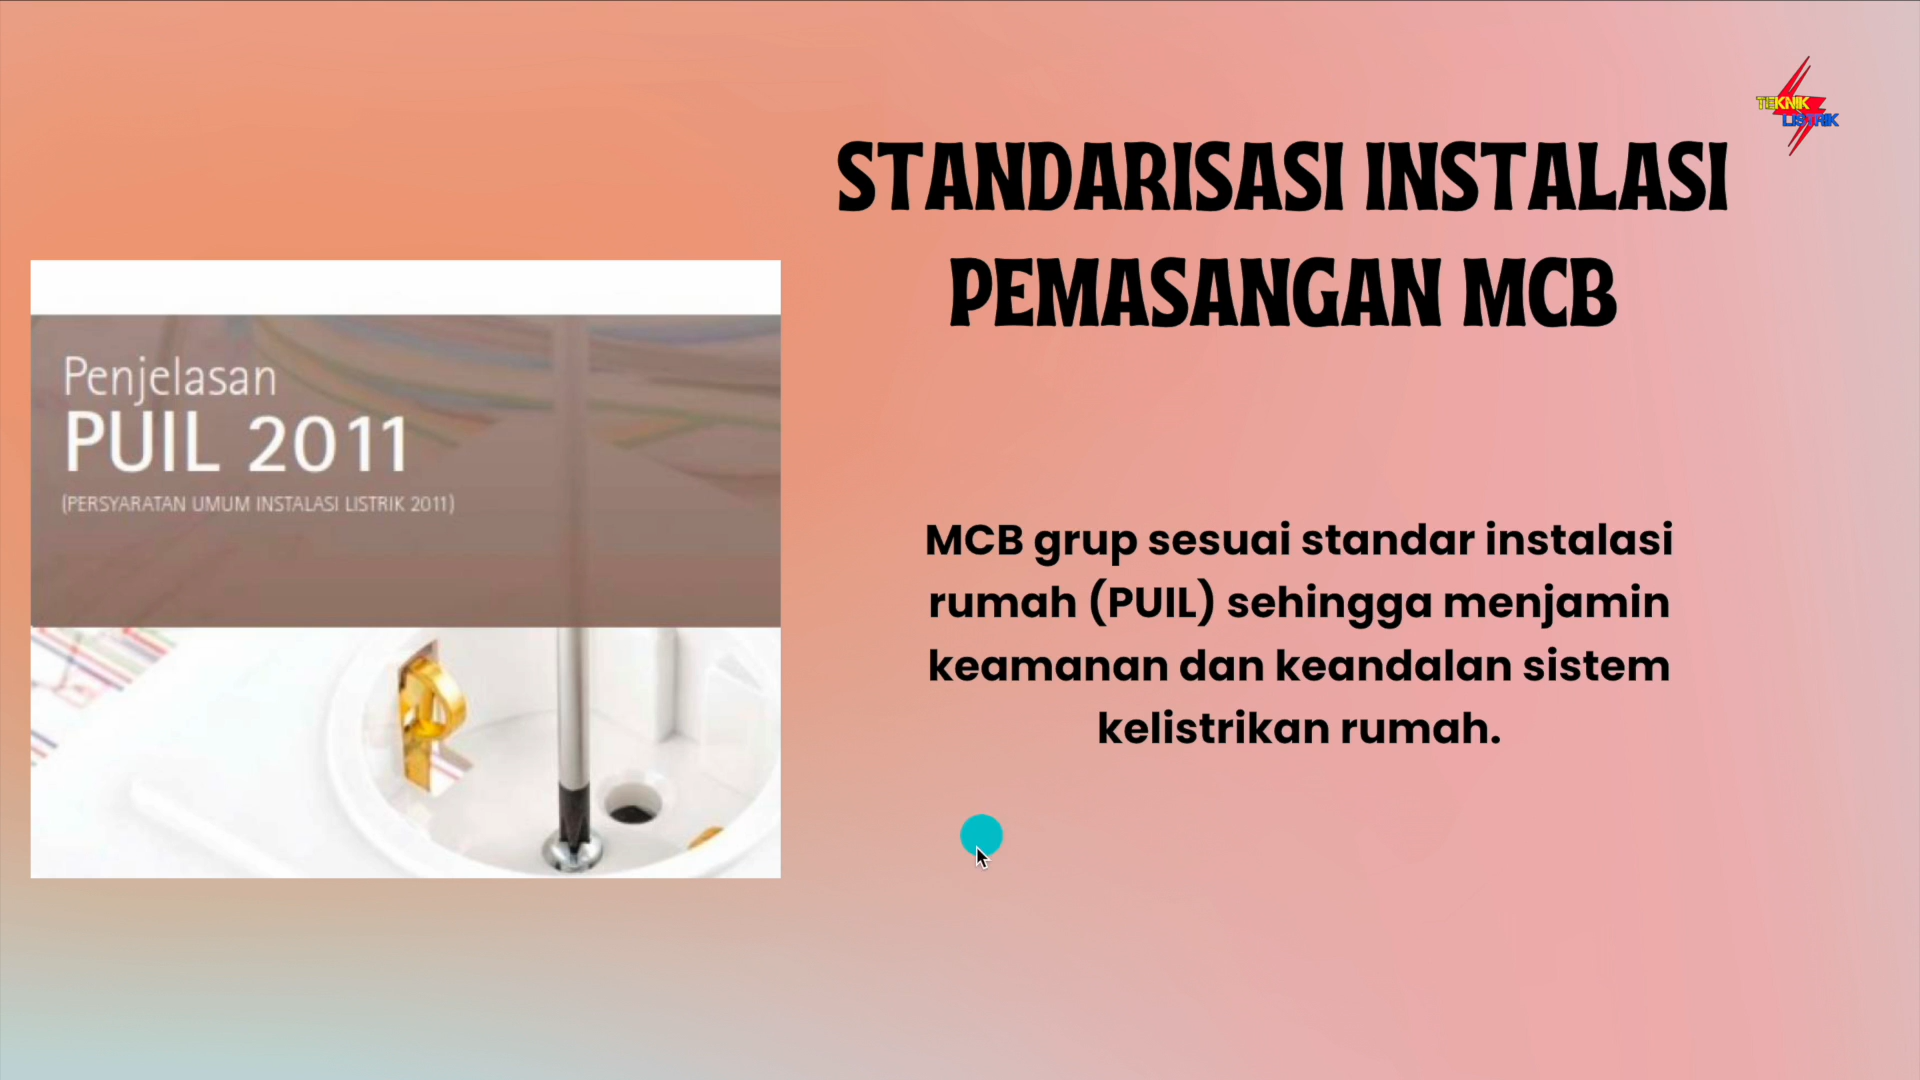 TEKNIK
LISTRIK
STANDARISASI INSTALASI
PEMASANGAN MCB
Penjelasan
PUIL 2011
(PERSYARATAN UMUM INSTALASI LISTRIK 2011)
MCB grup sesuai standar instalasi
rumah (PUIL) sehingga menjamin
keamanan dan keandalan sistem
kelistrikan rumah.